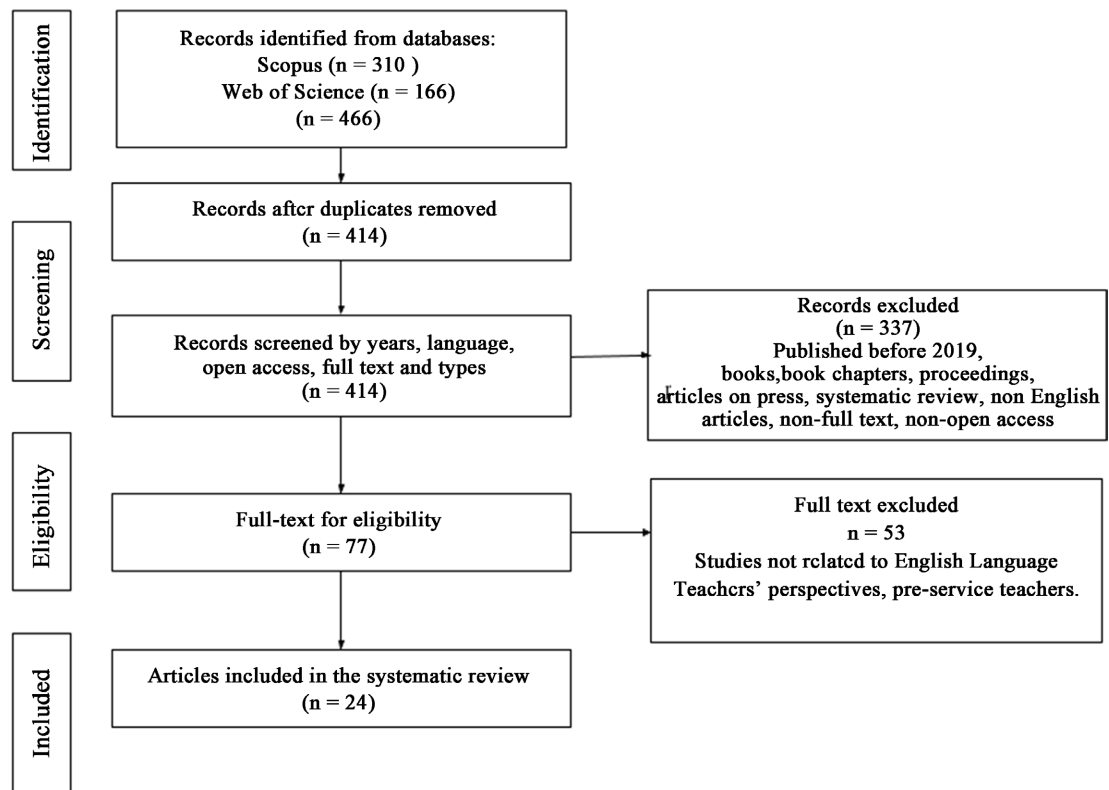 Identification
Records identified from databases:
Scopus (n = 310 )
Web of Science (n = 166)
(n = 466)
Records after duplicates removed
(n = 414)
Screening
Records screened by years, language,
open access, full text and types
(n = 414)
Records excluded
(n = 337)
Published before 2019,
books,book chapters, proceedings,
articles on press, systematic review, non English
articles, non-full text, non-open access
Eligibility
Full-text for eligibility
(n = 77)
Full text excluded
n = 53
Studies not related to English Language
Teachers’ perspectives, pre-service teachers.
Included
Articles included in the systematic review
(n = 24)